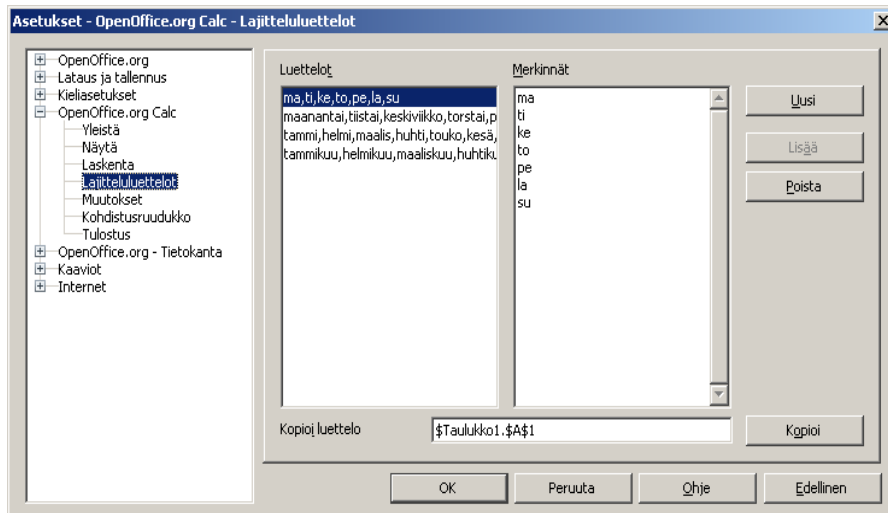 Asetukset - OpenOffice.org Calc - Lajitteluluettelot
OpenOffice.org
Lataus ja tallennus
Kieliasetukset
OpenOffice.org Calc
Yleistä
Näytä
Laskenta
Lajitteluluettelot
Muutokset
Kohdistusruudukko
Tulostus
OpenOffice.org - Tietokanta
Kaaviot
Internet
Luettelot
ma,ti,ke,to,pe,la,su
maanantai,tiistai,keskiviikko,torstai,p
tammi,helmi,maalis,huhti,touko,kesä,
tammikuu,helmikuu,maaliskuu,huhtiku
Merkinnät
ma
ti
ke
to
pe
la
su
Uusi
Lisää
Poista
Kopioi luettelo
$Taulukko1.$A$1
Kopioi
OK
Peruuta
Ohje
Edellinen